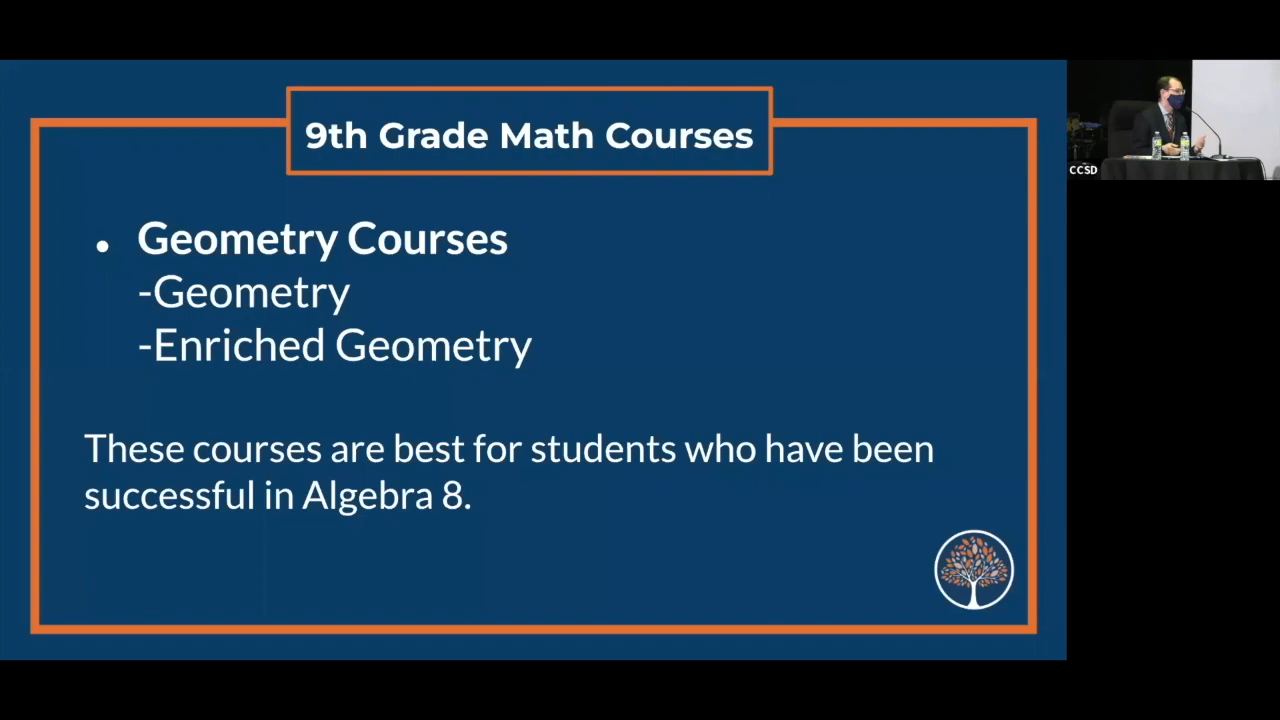 9th Grade Math Courses
• Geometry Courses
-Geometry
-Enriched Geometry
These courses are best for students who have been
successful in Algebra 8.
CCSD